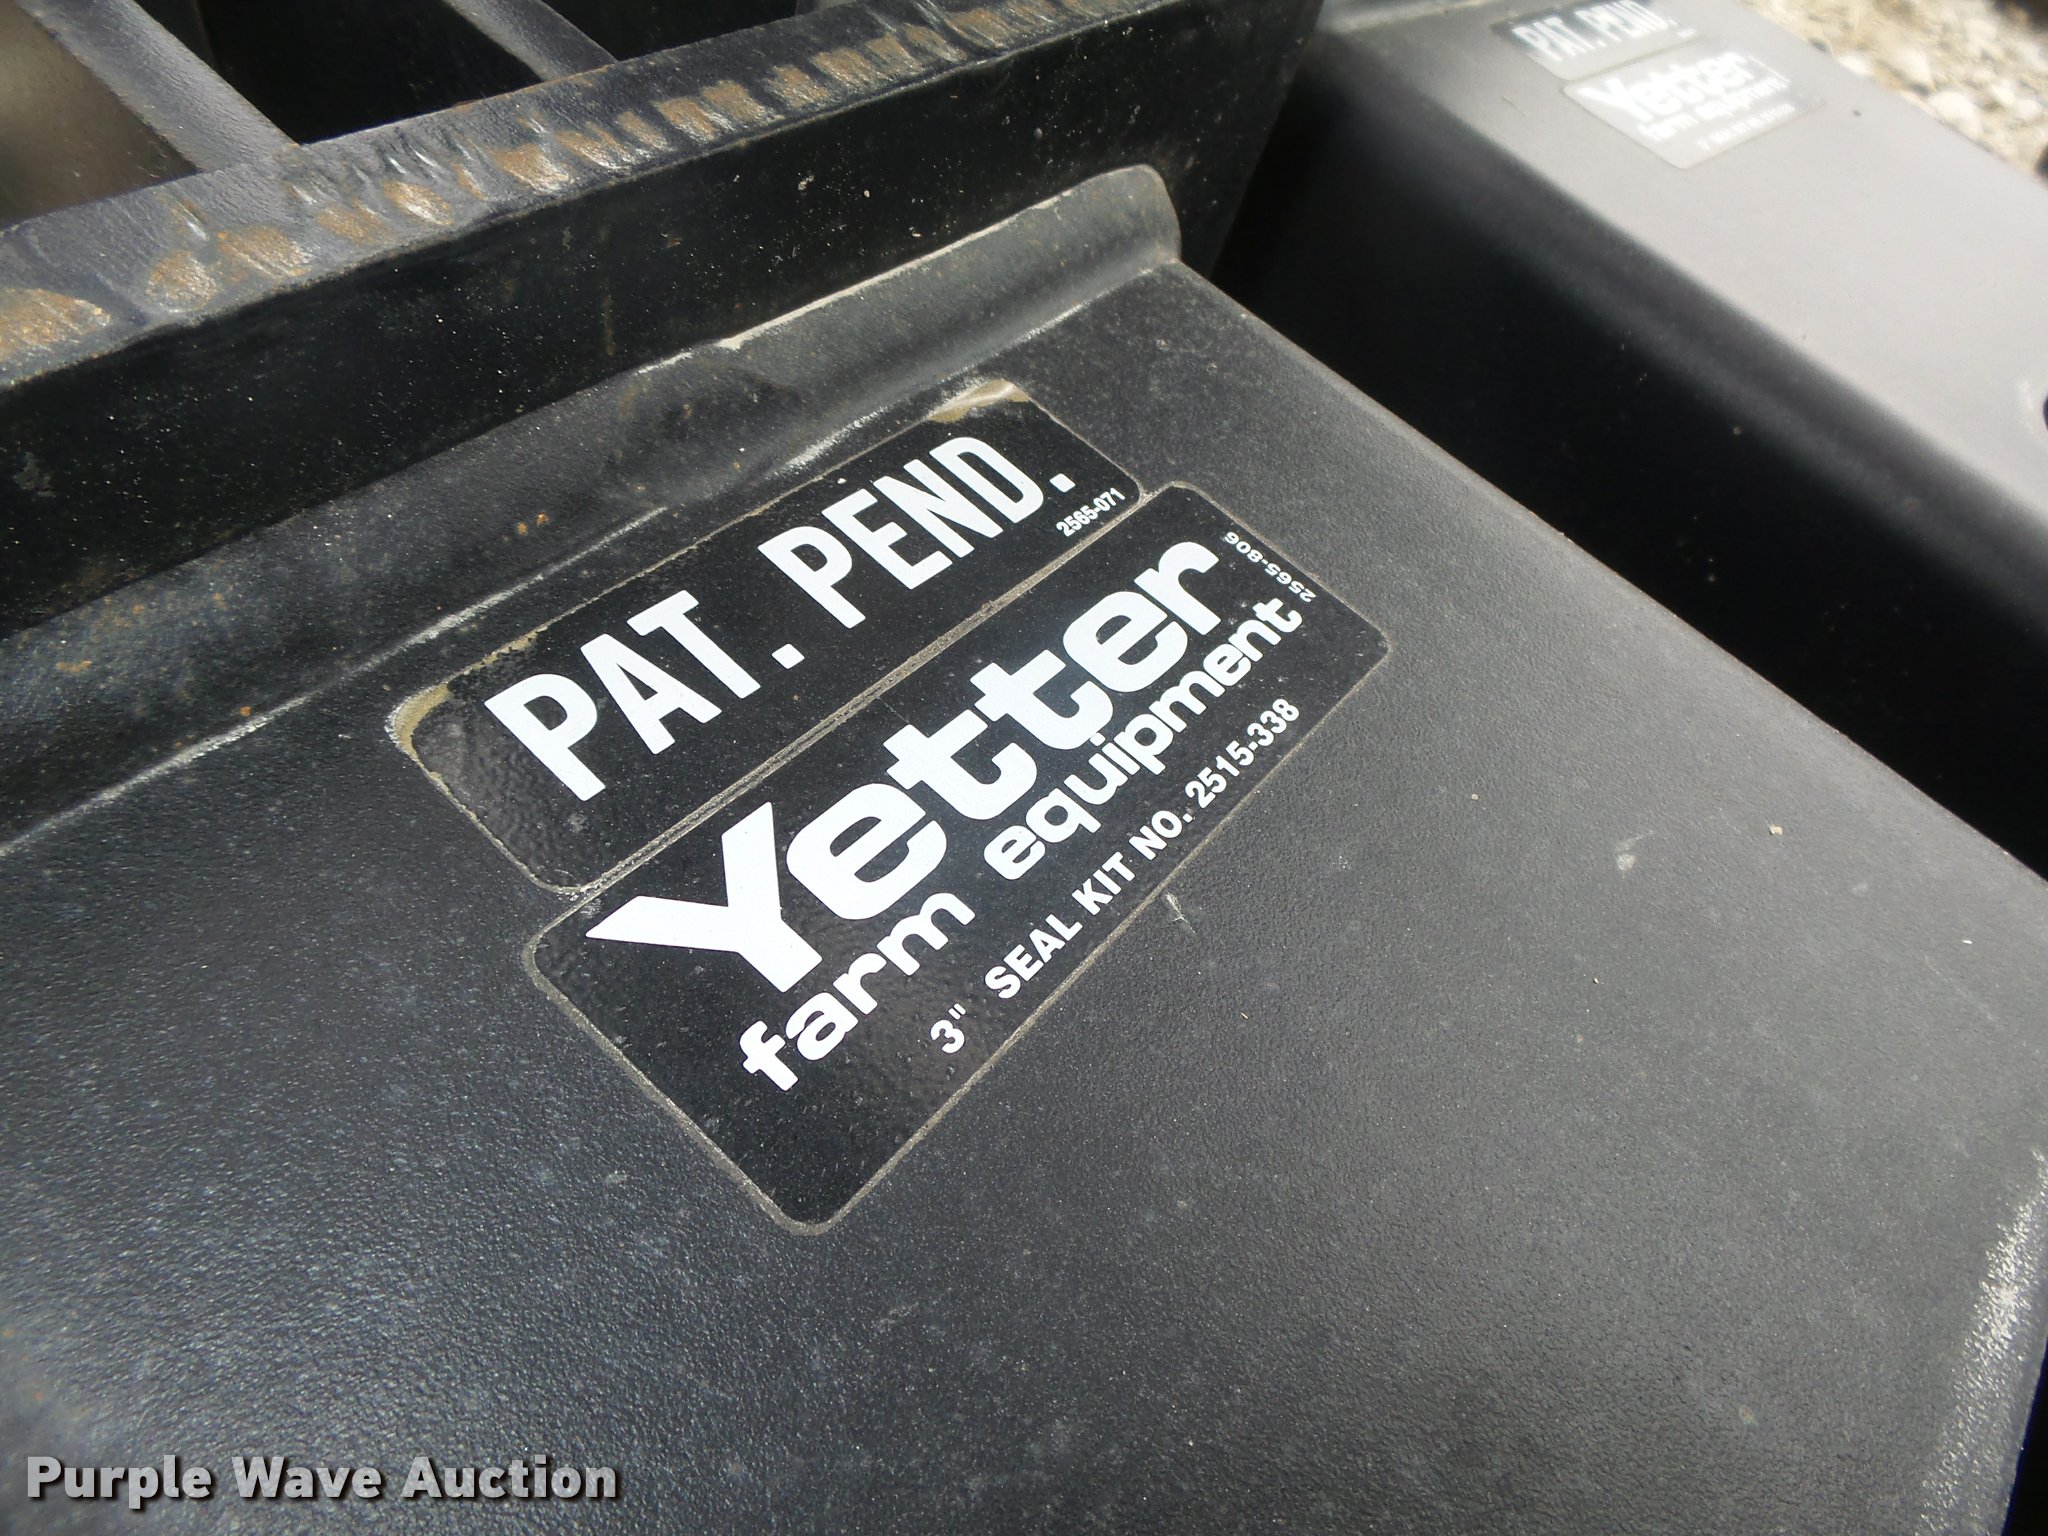 PAT. PEND.
2565-071
Yetter
farm equipment
2565-806
3" SEAL KIT NO. 2515-338
PAT. PEND.
Yetter
farm equipment
Purple Wave Auction